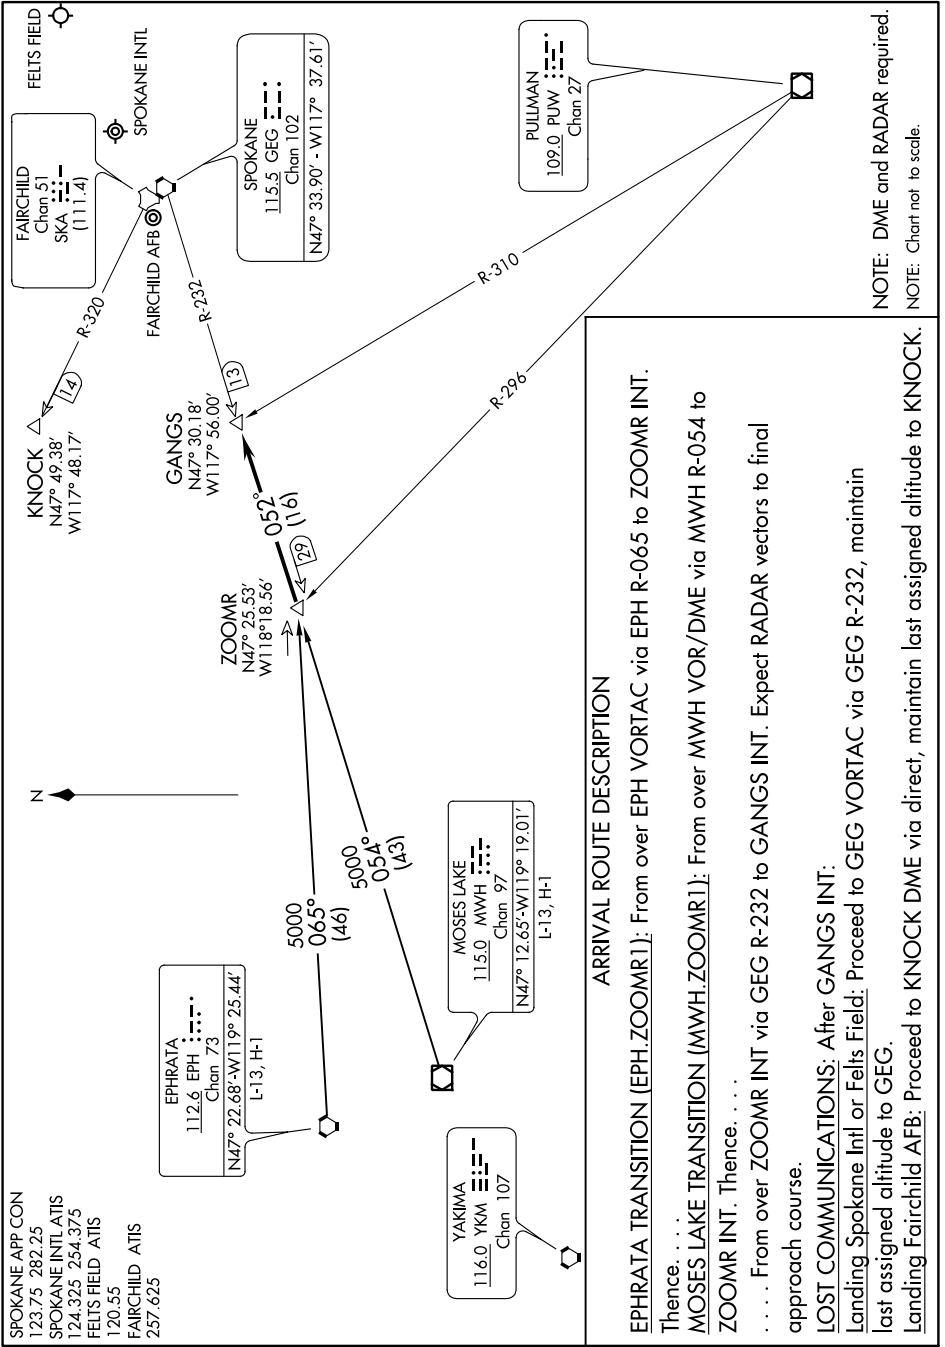 SPOKANE APP CON
123.75 282.25
SPOKANE INTL ATIS
124.325 254.375
FELTS FIELD ATIS
120.55
FAIRCHILD ATIS
257.625
N
KNOCK
N47° 49.38'
W117° 48.17'
14
R-320
FAIRCHILD
Chan 51
SKA
(111.4)
FELTS FIELD
SPOKANE INTL
FAIRCHILD AFB
SPOKANE
115.5 GEG
Chan 102
N47° 33.90' - W117° 37.61'
R-232
13
GANGS
N47° 30.18'
W117° 56.00'
052°
(16)
29
ZOOMR
N47° 25.53'
W118°18.56'
EPHRATA
112.6 EPH
Chan 73
N47° 22.68'-W119° 25.44'
L-13, H-1
5000
065°
(46)
5000
054°
(43)
MOSES LAKE
115.0 MWH
Chan 97
N47° 12.65'-W119° 19.01'
L-13, H-1
YAKIMA
116.0 YKM
Chan 107
PULLMAN
109.0 PUW
Chan 27
R-310
R-296
NOTE: DME and RADAR required.
NOTE: Chart not to scale.
ARRIVAL ROUTE DESCRIPTION
EPHRATA TRANSITION (EPH.ZOOMR1): From over EPH VORTAC via EPH R-065 to ZOOMR INT.
Thence. . . .
MOSES LAKE TRANSITION (MWH.ZOOMR1): From over MWH VOR/DME via MWH R-054 to
ZOOMR INT. Thence. . . .
. . . . From over ZOOMR INT via GEG R-232 to GANGS INT. Expect RADAR vectors to final
approach course.
LOST COMMUNICATIONS: After GANGS INT:
Landing Spokane Intl or Felts Field: Proceed to GEG VORTAC via GEG R-232, maintain
last assigned altitude to GEG.
Landing Fairchild AFB: Proceed to KNOCK DME via direct, maintain last assigned altitude to KNOCK.